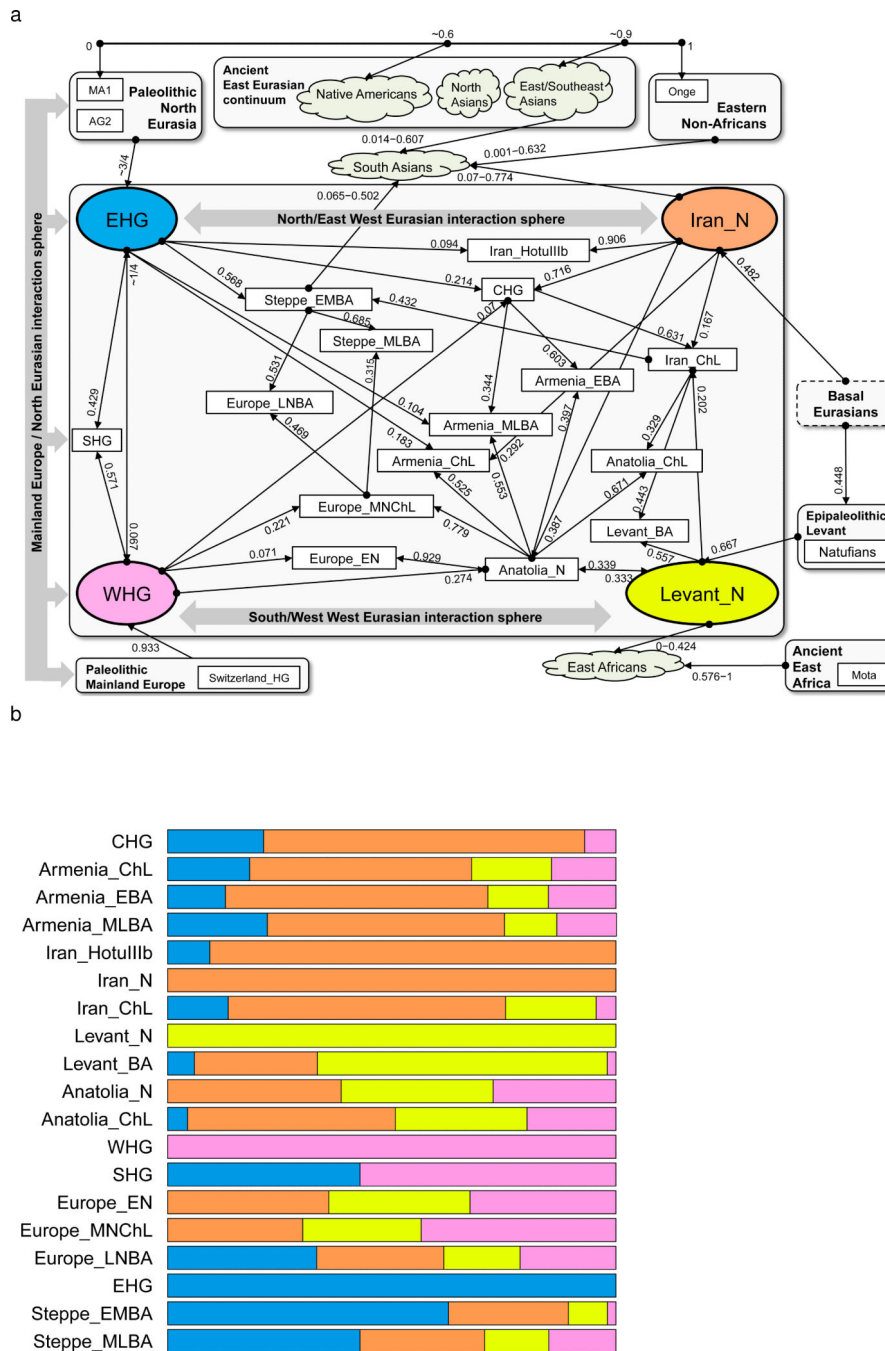 a
0
~0.6
~0.9
1
MA1
AG2
Paleolithic
North
Eurasia
Ancient
East Eurasian
continuum
Native Americans
North
Asians
East/Southeast
Asians
Onge
Eastern
Non-Africans
0.014−0.607
0.001−0.632
South Asians
0.07−0.774
0.065−0.502
~3/4
Mainland Europe / North Eurasian interaction sphere
EHG
North/East West Eurasian interaction sphere
Iran_N
~1/4
0.094
Iran_HotuIIIb
0.906
0.482
0.568
0.214
CHG
0.716
Steppe_EMBA
0.432
0.07
0.631
0.167
0.685
Steppe_MLBA
0.603
Iran_ChL
0.531
0.315
0.344
Armenia_EBA
0.202
Basal
Eurasians
Europe_LNBA
0.104
0.397
0.429
0.469
Armenia_MLBA
0.329
SHG
0.183
0.292
Armenia_ChL
Anatolia_ChL
0.448
0.571
0.525
0.553
0.671
0.443
Europe_MNChL
0.221
0.779
0.387
Levant_BA
Epipaleolithic
Levant
Natufians
0.067
0.071
Europe_EN
0.929
0.557
0.667
Anatolia_N
0.339
0.333
0.274
WHG
Levant_N
South/West West Eurasian interaction sphere
0.933
0−0.424
Paleolithic
Mainland Europe
Switzerland_HG
East Africans
0.576−1
Ancient
East
Africa
Mota
b
CHG
Armenia_ChL
Armenia_EBA
Armenia_MLBA
Iran_HotuIIIb
Iran_N
Iran_ChL
Levant_N
Levant_BA
Anatolia_N
Anatolia_ChL
WHG
SHG
Europe_EN
Europe_MNChL
Europe_LNBA
EHG
Steppe_EMBA
Steppe_MLBA